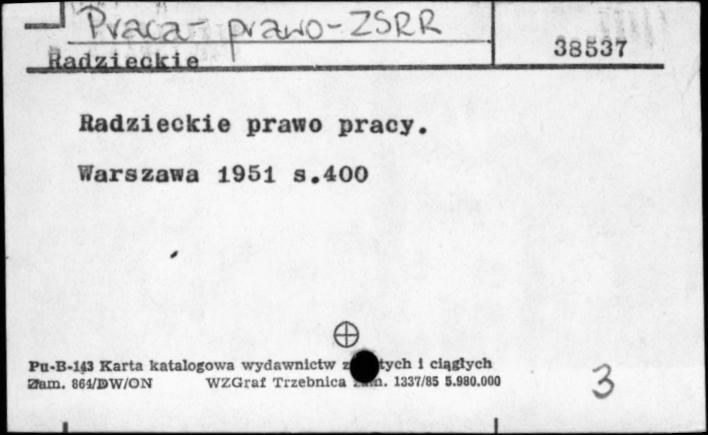 Praca - prawo - ZSRR
38537
Radzieckie
Radzieckie prawo pracy.
Warszawa 1951 s.400
Pu-B-143 Karta katalogowa wydawnictw i ciągłych
Zam. 864/DW/ON WZGraf Trzebnica 1337/85 5.980.000
3